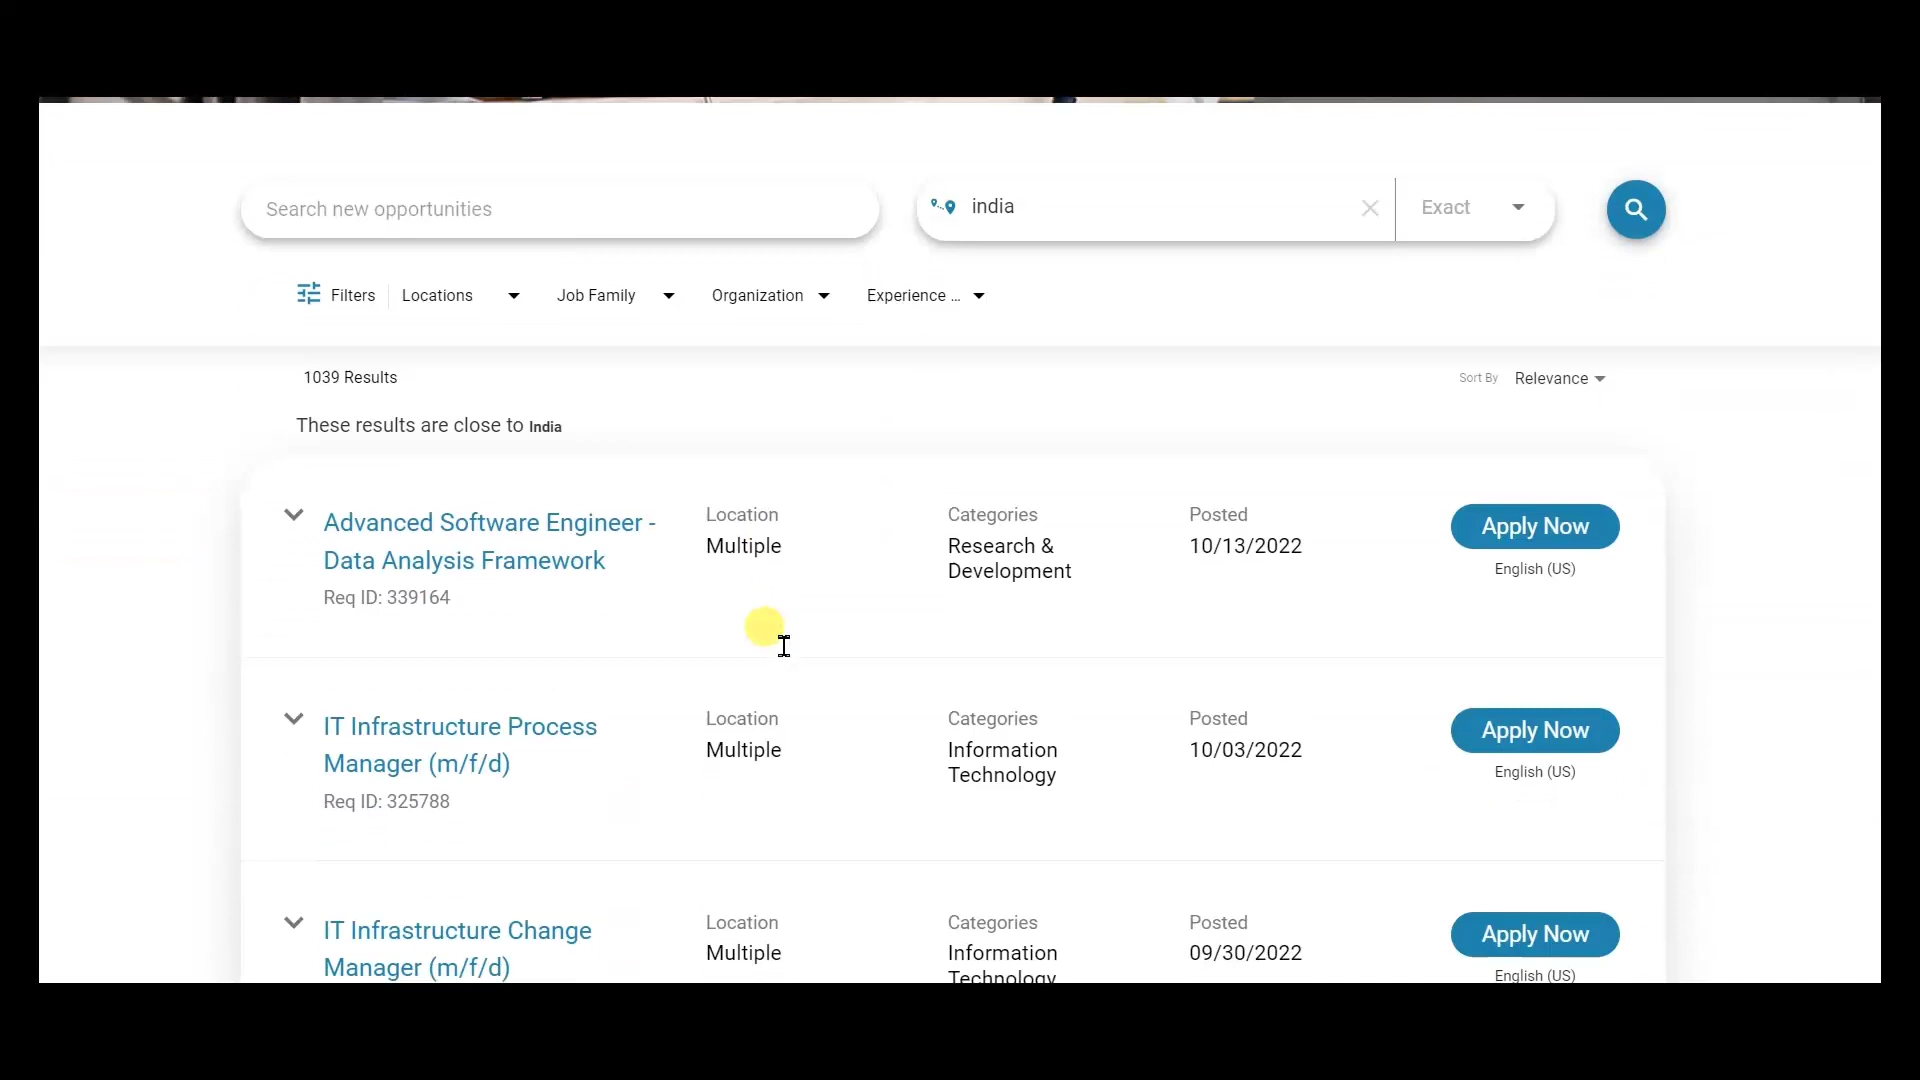 Search new opportunities
india
Exact
Filters
Locations
Job Family
Organization
Experience ...
1039 Results
Sort By Relevance
These results are close to India
Advanced Software Engineer -
Data Analysis Framework
Req ID: 339164
Location
Multiple
Categories
Research &
Development
Posted
10/13/2022
Apply Now
English (US)
IT Infrastructure Process
Manager (m/f/d)
Req ID: 325788
Location
Multiple
Categories
Information
Technology
Posted
10/03/2022
Apply Now
English (US)
IT Infrastructure Change
Manager (m/f/d)
Location
Multiple
Categories
Information
Technology
Posted
09/30/2022
Apply Now
English (US)